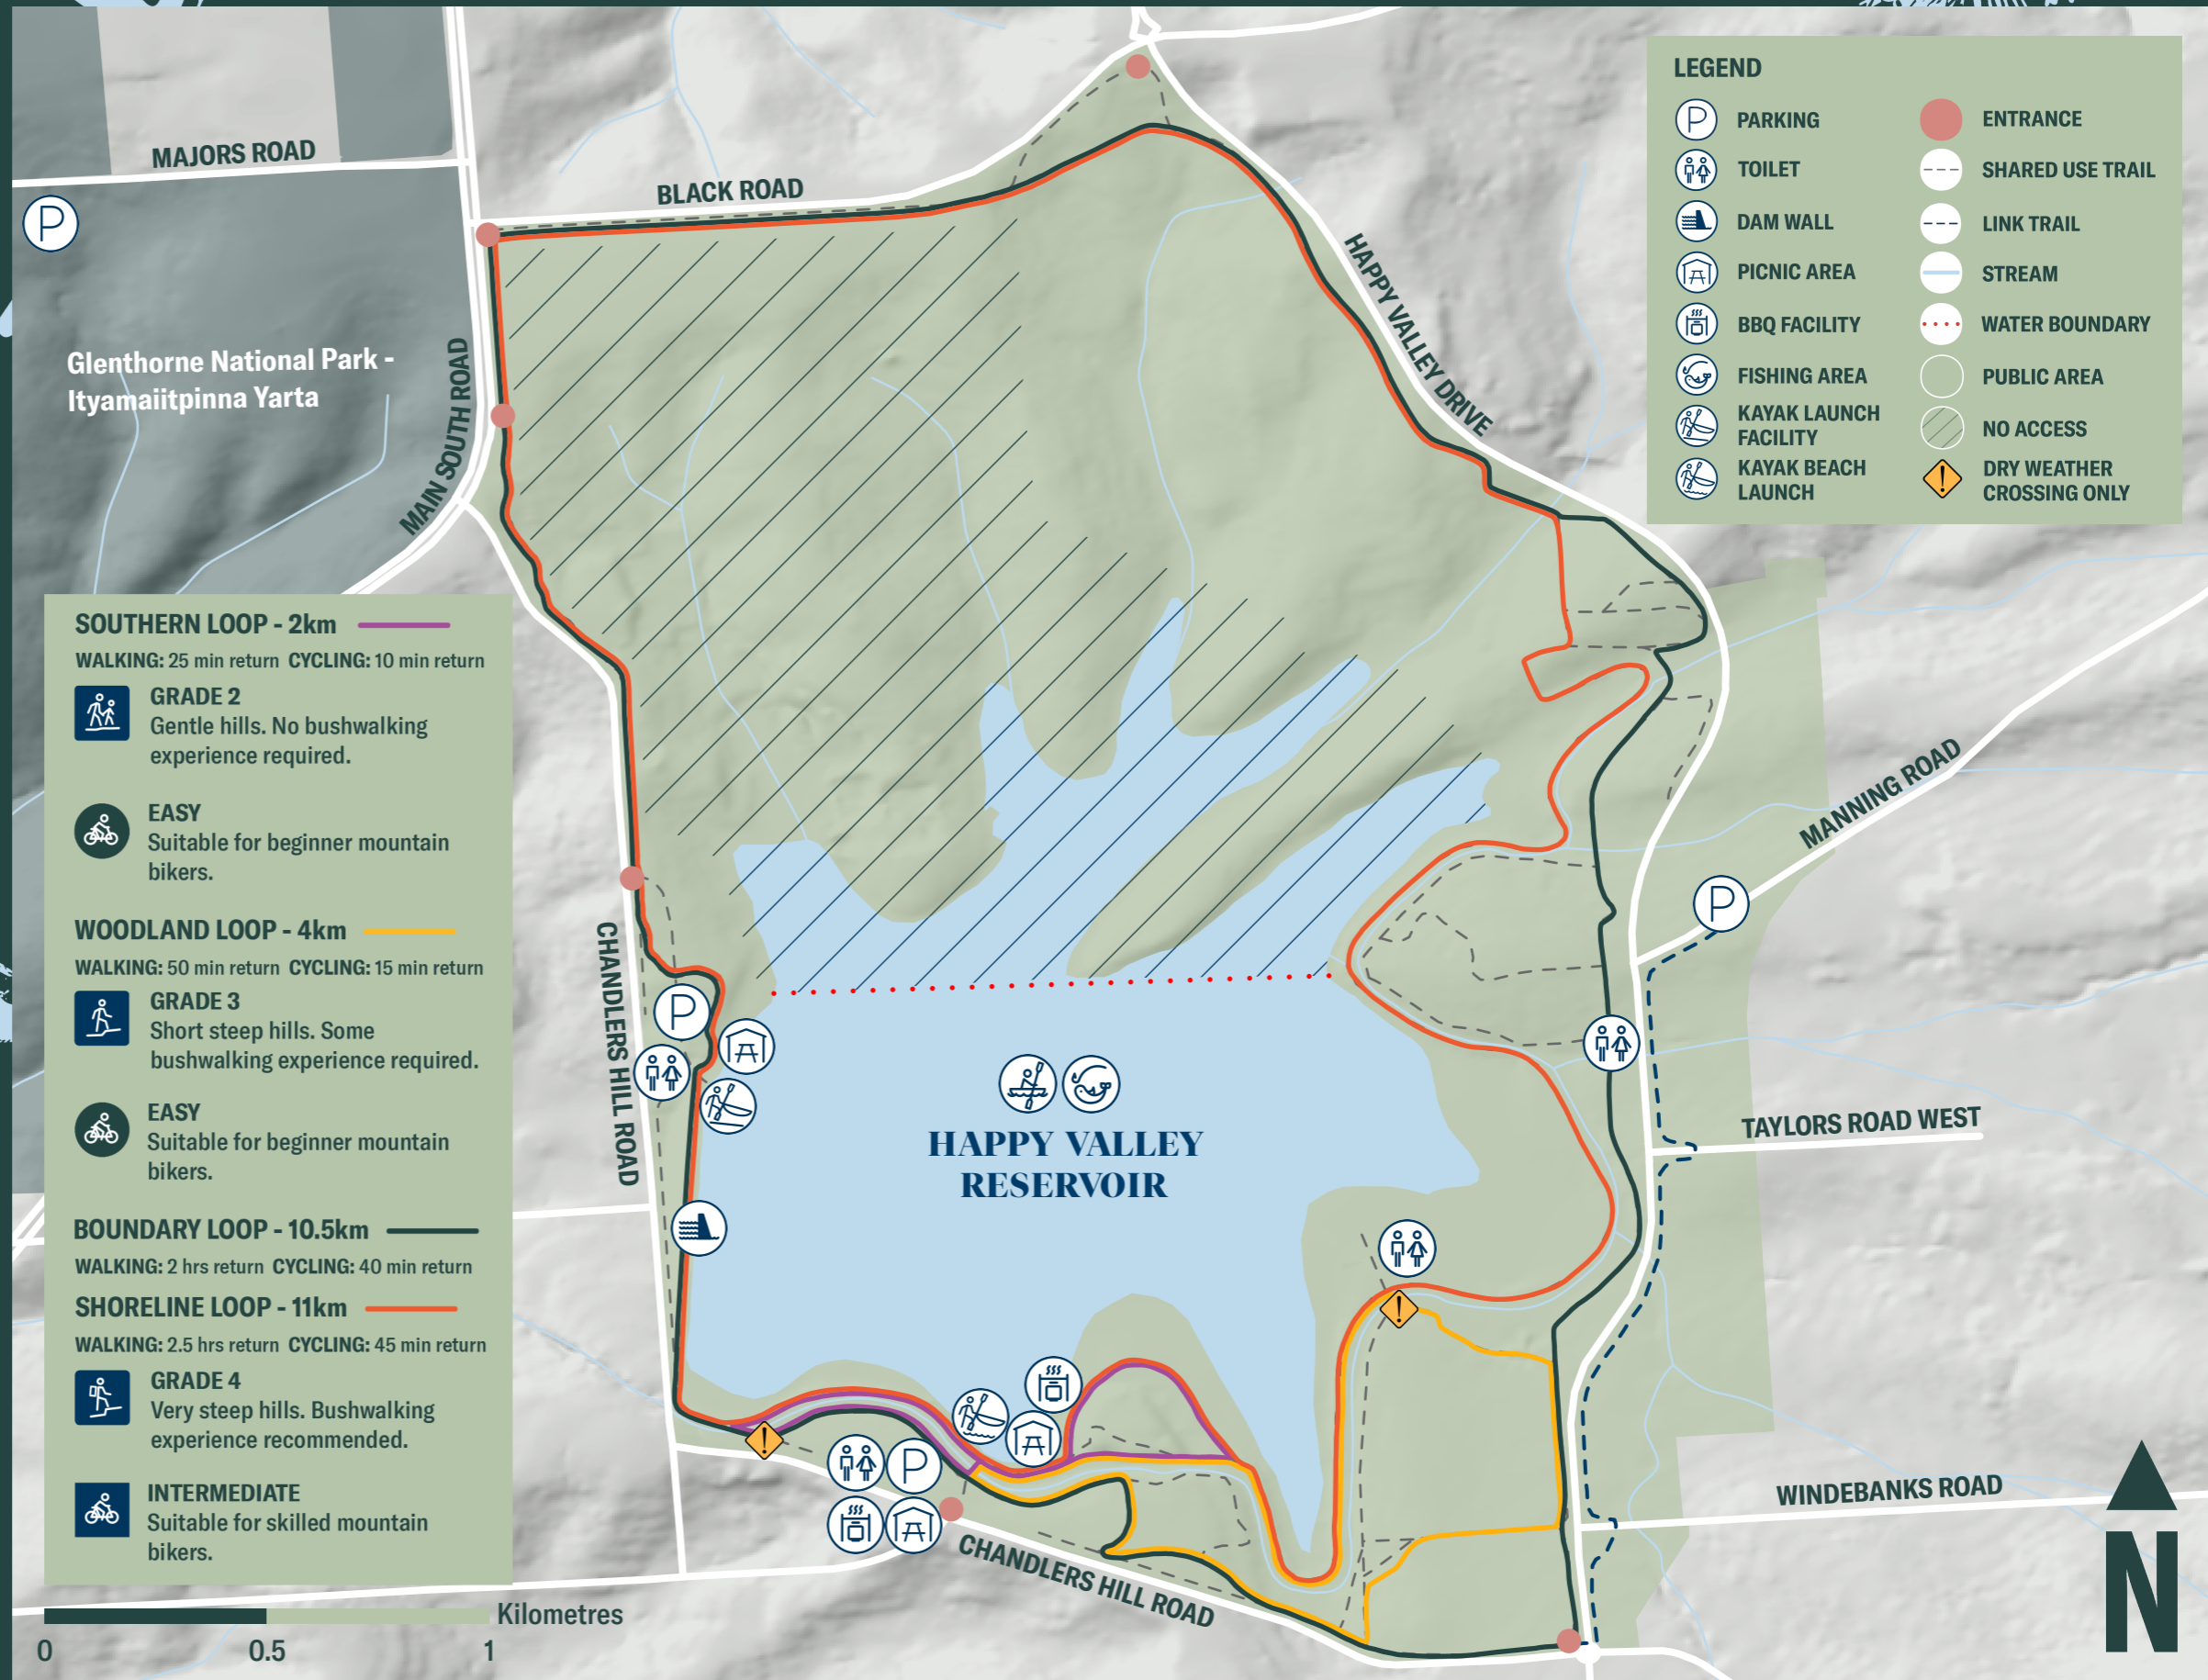 MAJORS ROAD
BLACK ROAD
P
Glenthorne National Park -
Ityamaiitpinna Yarta
MAIN SOUTH ROAD
HAPPY VALLEY DRIVE
LEGEND
P PARKING
TOILET
DAM WALL
PICNIC AREA
BBQ FACILITY
FISHING AREA
KAYAK LAUNCH
FACILITY
KAYAK BEACH
LAUNCH
ENTRANCE
SHARED USE TRAIL
LINK TRAIL
STREAM
WATER BOUNDARY
PUBLIC AREA
NO ACCESS
DRY WEATHER
CROSSING ONLY
SOUTHERN LOOP - 2km
WALKING: 25 min return CYCLING: 10 min return
GRADE 2
Gentle hills. No bushwalking
experience required.
EASY
Suitable for beginner mountain
bikers.
WOODLAND LOOP - 4km
WALKING: 50 min return CYCLING: 15 min return
GRADE 3
Short steep hills. Some
bushwalking experience required.
EASY
Suitable for beginner mountain
bikers.
BOUNDARY LOOP - 10.5km
WALKING: 2 hrs return CYCLING: 40 min return
SHORELINE LOOP - 11km
WALKING: 2.5 hrs return CYCLING: 45 min return
GRADE 4
Very steep hills. Bushwalking
experience recommended.
INTERMEDIATE
Suitable for skilled mountain
bikers.
MANNING ROAD
P
CHANDLERS HILL ROAD
P
HAPPY VALLEY
RESERVOIR
TAYLORS ROAD WEST
!
!
P
WINDEBANKS ROAD
CHANDLERS HILL ROAD
Kilometres
0 0.5 1
N